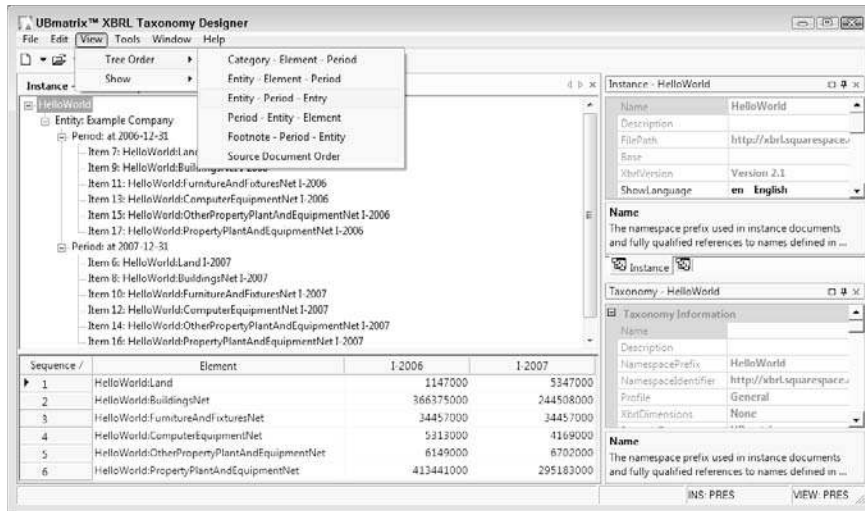 UBmatrix™ XBRL Taxonomy Designer
File Edit View Tools Window Help
Tree Order
Show
Category - Element - Period
Entity - Element - Period
Entity - Period - Entry
Period - Entity - Element
Footnote - Period - Entity
Source Document Order
Instance -
HelloWorld
Entity: Example Company
Period: at 2006-12-31
Item 7: HelloWorld:Land
Item 9: HelloWorld:BuildingsNet I-2006
Item 11: HelloWorld:FurnitureAndFixturesNet I-2006
Item 13: HelloWorld:ComputerEquipmentNet I-2006
Item 15: HelloWorld:OtherPropertyPlantAndEquipmentNet I-2006
Item 17: HelloWorld:PropertyPlantAndEquipmentNet I-2006
Period: at 2007-12-31
Item 6: HelloWorld:Land I-2007
Item 8: HelloWorld:BuildingsNet I-2007
Item 10: HelloWorld:FurnitureAndFixturesNet I-2007
Item 12: HelloWorld:ComputerEquipmentNet I-2007
Item 14: HelloWorld:OtherPropertyPlantAndEquipmentNet I-2007
Item 16: HelloWorld:PropertyPlantAndEquipmentNet I-2007
Sequence / Element I-2006 I-2007
1 HelloWorld:Land 1147000 5347000
2 HelloWorld:BuildingsNet 366375000 244508000
3 HelloWorld:FurnitureAndFixturesNet 34457000 34457000
4 HelloWorld:ComputerEquipmentNet 5313000 4169000
5 HelloWorld:OtherPropertyPlantAndEquipmentNet 6149000 6702000
6 HelloWorld:PropertyPlantAndEquipmentNet 413441000 295183000
Instance - HelloWorld
Name HelloWorld
Description
FilePath http://xbrl.squarespace.
Base
XbrlVersion Version 2.1
ShowLanguage en English
Name
The namespace prefix used in instance documents
and fully qualified references to names defined in ...
Instance
Taxonomy - HelloWorld
Taxonomy Information
Name
Description
NamespacePrefix HelloWorld
NamespaceIdentifier http://xbrl.squarespace.
Profile General
XbrlDimensions None
Name
The namespace prefix used in instance documents
and fully qualified references to names defined in ...
INS: PRES VIEW: PRES